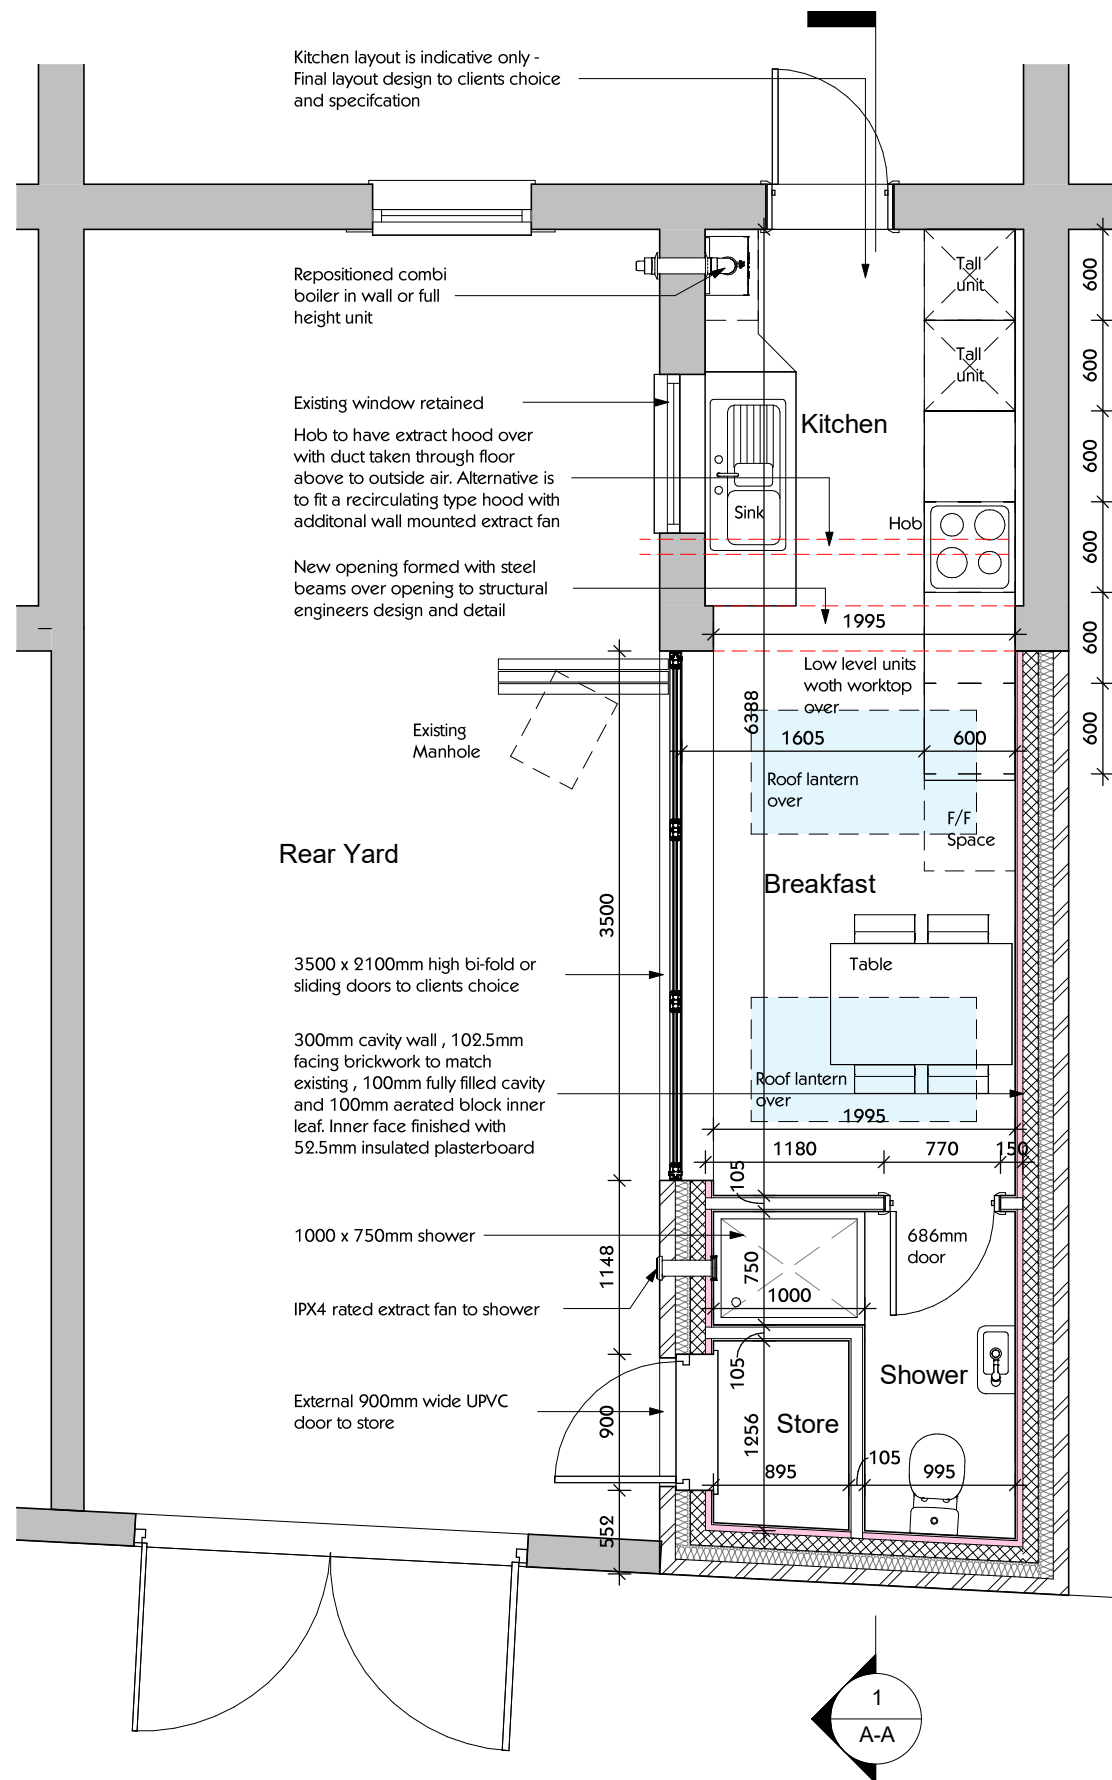 Kitchen layout is indicative only -
Final layout design to clients choice
and specifcation
Repositioned combi
boiler in wall or full
height unit
Tall
unit
Tall
unit
600
600
600
600
600
600
Existing window retained
Kitchen
Hob to have extract hood over
with duct taken through floor
above to outside air. Alternative is
to fit a recirculating type hood with
additonal wall mounted extract fan
Sink
Hob
New opening formed with steel
beams over opening to structural
engineers design and detail
1995
Low level units
woth worktop
over
6388
Existing
Manhole
1605
600
Roof lantern
over
F/F
Space
Rear Yard
Breakfast
3500
3500 x 2100mm high bi-fold or
sliding doors to clients choice
Table
300mm cavity wall , 102.5mm
facing brickwork to match
existing , 100mm fully filled cavity
and 100mm aerated block inner
leaf. Inner face finished with
52.5mm insulated plasterboard
Roof lantern
over
1995
1180
770
150
105
1000 x 750mm shower
686mm
door
750
1148
1000
IPX4 rated extract fan to shower
105
Shower
External 900mm wide UPVC
door to store
900
Store
1256
105
895
995
552
1
A-A